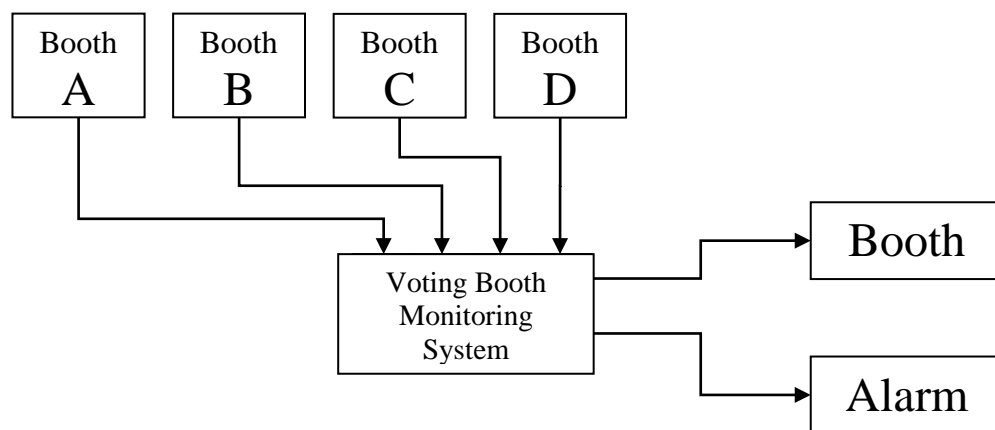 Booth
A
Booth
B
Booth
C
Booth
D
Voting Booth
Monitoring
System
Booth
Alarm